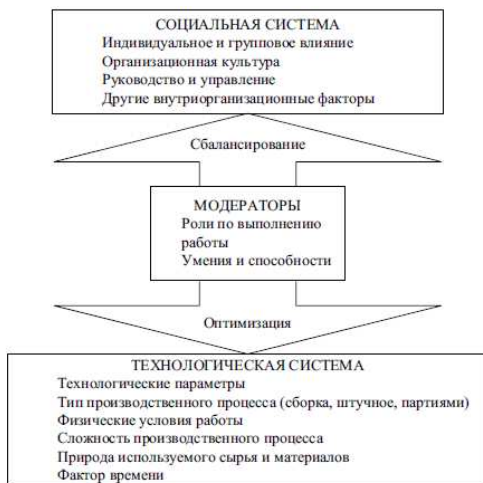 СОЦИАЛЬНАЯ СИСТЕМА
Индивидуальное и групповое влияние
Организационная культура
Руководство и управление
Другие внутриорганизационные факторы
Сбалансирование
МОДЕРАТОРЫ
Роли по выполнению
работы
Умения и способности
Оптимизация
ТЕХНОЛОГИЧЕСКАЯ СИСТЕМА
Технологические параметры
Тип производственного процесса (сборка, штучное, партиями)
Физические условия работы
Сложность производственного процесса
Природа используемого сырья и материалов
Фактор времени